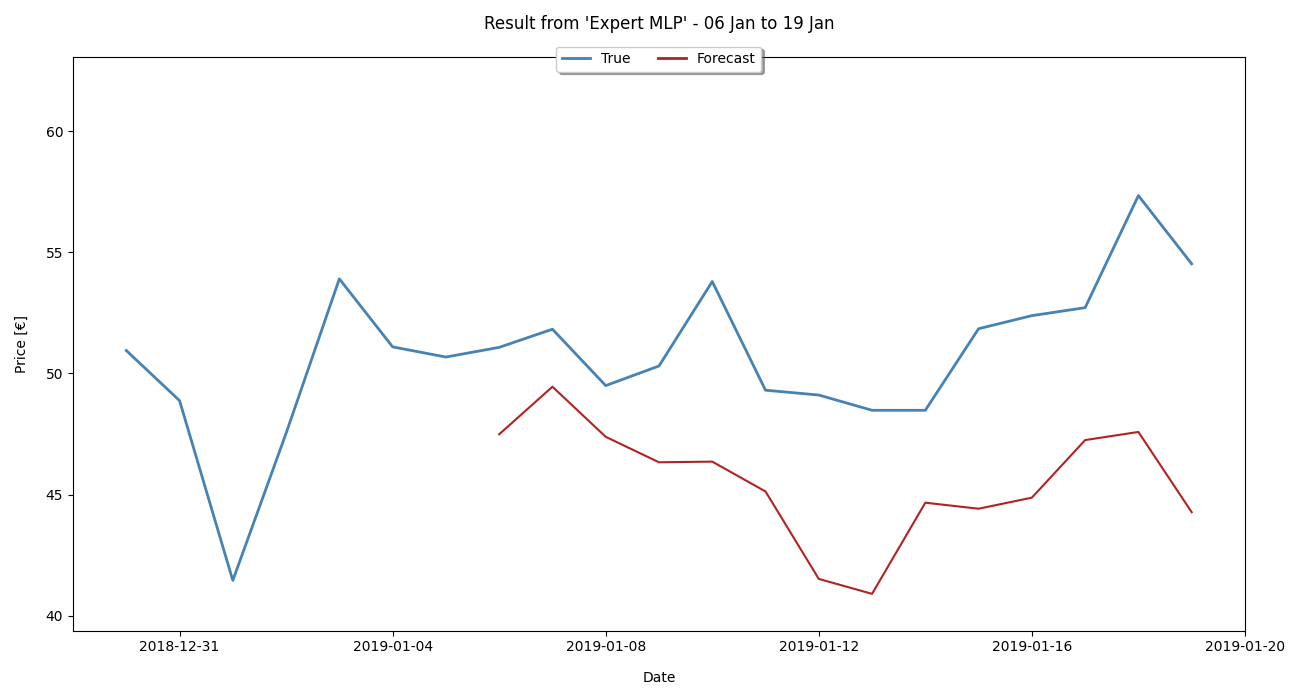 Result from 'Expert MLP' - 06 Jan to 19 Jan
True Forecast
Price [€]
60
55
50
45
40
2018-12-31 2019-01-04 2019-01-08 2019-01-12 2019-01-16 2019-01-20
Date